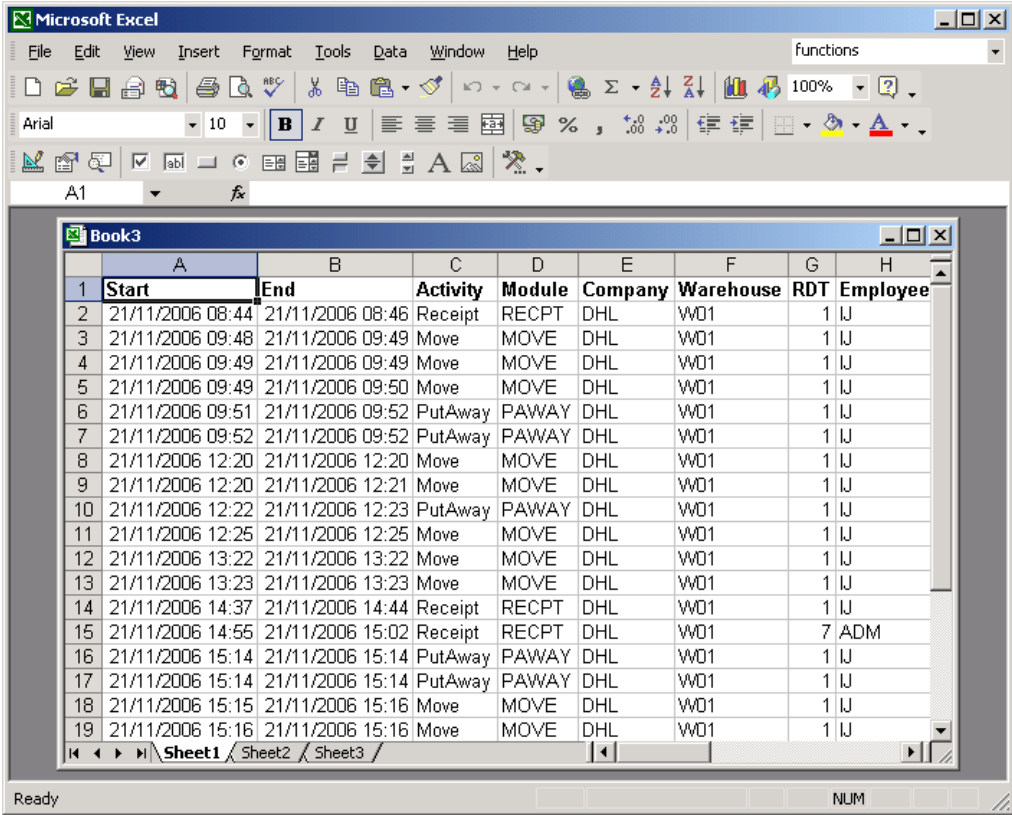 Microsoft Excel
File Edit View Insert Format Tools Data Window Help functions
ABC Σ A Z Z A 100% ?
Arial 10 B I U % , .00 .00 A
ab A
A1 fx
Book3
A B C D E F G H
1 Start End Activity Module Company Warehouse RDT Employee
2 21/11/2006 08:44 21/11/2006 08:46 Receipt RECPT DHL W01 1 IJ
3 21/11/2006 09:48 21/11/2006 09:49 Move MOVE DHL W01 1 IJ
4 21/11/2006 09:49 21/11/2006 09:49 Move MOVE DHL W01 1 IJ
5 21/11/2006 09:49 21/11/2006 09:50 Move MOVE DHL W01 1 IJ
6 21/11/2006 09:51 21/11/2006 09:52 PutAway PAWAY DHL W01 1 IJ
7 21/11/2006 09:52 21/11/2006 09:52 PutAway PAWAY DHL W01 1 IJ
8 21/11/2006 12:20 21/11/2006 12:20 Move MOVE DHL W01 1 IJ
9 21/11/2006 12:20 21/11/2006 12:21 Move MOVE DHL W01 1 IJ
10 21/11/2006 12:22 21/11/2006 12:23 PutAway PAWAY DHL W01 1 IJ
11 21/11/2006 12:25 21/11/2006 12:25 Move MOVE DHL W01 1 IJ
12 21/11/2006 13:22 21/11/2006 13:22 Move MOVE DHL W01 1 IJ
13 21/11/2006 13:23 21/11/2006 13:23 Move MOVE DHL W01 1 IJ
14 21/11/2006 14:37 21/11/2006 14:44 Receipt RECPT DHL W01 1 IJ
15 21/11/2006 14:55 21/11/2006 15:02 Receipt RECPT DHL W01 7 ADM
16 21/11/2006 15:14 21/11/2006 15:14 PutAway PAWAY DHL W01 1 IJ
17 21/11/2006 15:14 21/11/2006 15:14 PutAway PAWAY DHL W01 1 IJ
18 21/11/2006 15:15 21/11/2006 15:16 Move MOVE DHL W01 1 IJ
19 21/11/2006 15:16 21/11/2006 15:16 Move MOVE DHL W01 1 IJ
Sheet1 Sheet2 Sheet3
Ready NUM